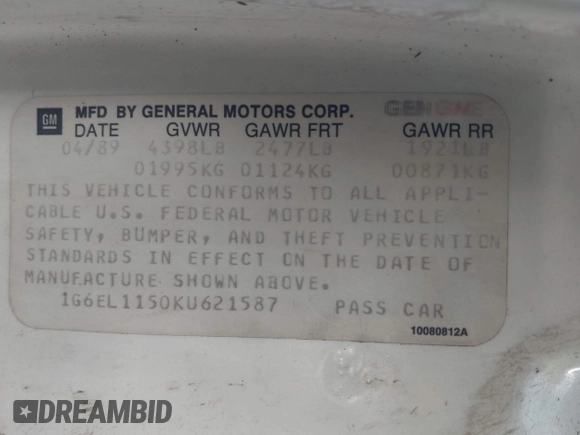 GM MFD BY GENERAL MOTORS CORP. GENUINE
DATE GVWR GAWR FRT GAWR RR
04/89 4398LB 2477LB 1921LB
01995KG 01124KG 00871KG
THIS VEHICLE CONFORMS TO ALL APPLI-
CABLE U.S. FEDERAL MOTOR VEHICLE
SAFETY, BUMPER, AND THEFT PREVENTION
STANDARDS IN EFFECT ON THE DATE OF
MANUFACTURE SHOWN ABOVE.
1G6EL1150KU621587 PASS CAR
10080812A
DREAMBID